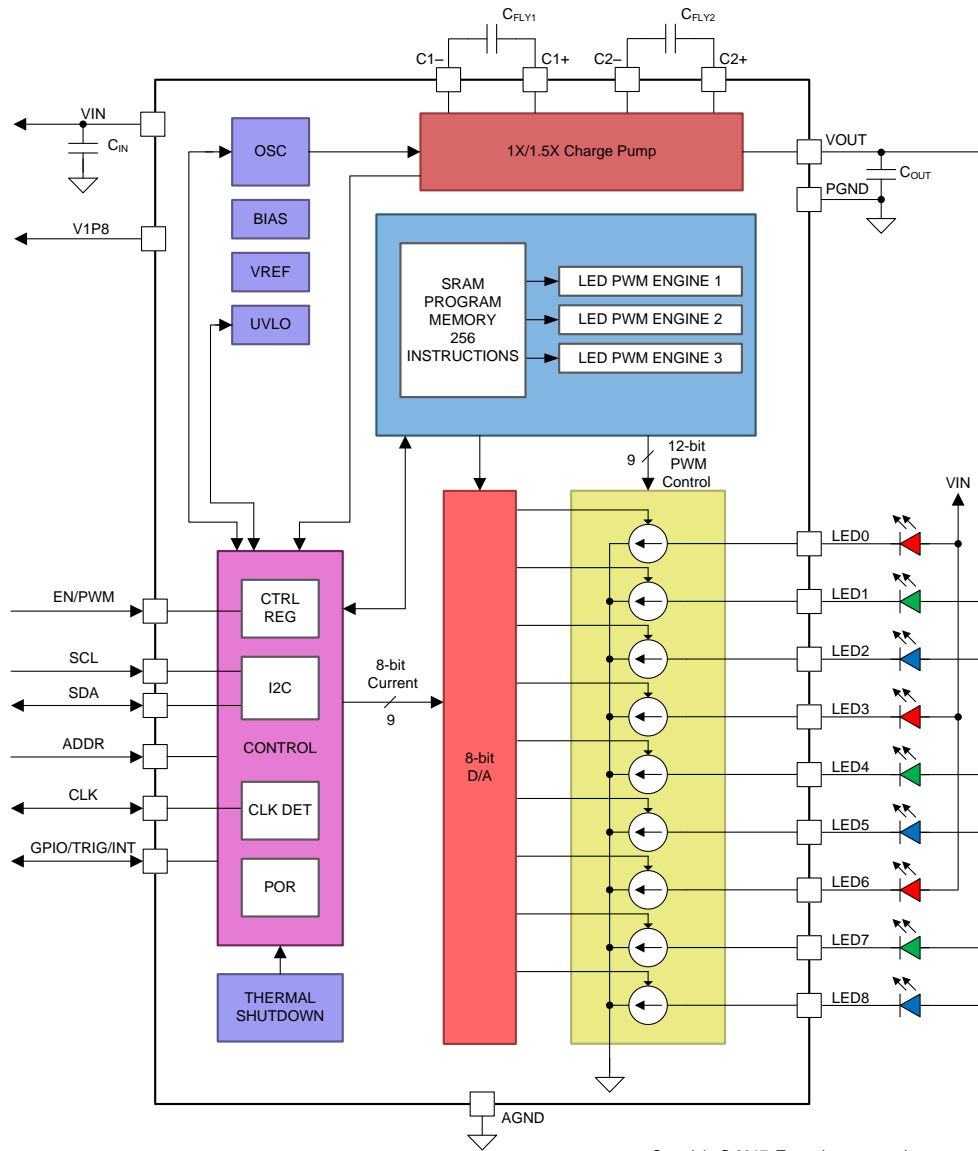 CFLY1
CFLY2
C1–
C1+
C2–
C2+
VIN
CIN
OSC
1X/1.5X Charge Pump
VOUT
COUT
PGND
V1P8
BIAS
VREF
UVLO
SRAM
PROGRAM
MEMORY
256
INSTRUCTIONS
LED PWM ENGINE 1
LED PWM ENGINE 2
LED PWM ENGINE 3
9
12-bit
PWM
Control
VIN
EN/PWM
SCL
SDA
ADDR
CLK
GPIO/TRIG/INT
CTRL
REG
I2C
CONTROL
CLK DET
POR
THERMAL
SHUTDOWN
8-bit
Current
9
8-bit
D/A
LED0
LED1
LED2
LED3
LED4
LED5
LED6
LED7
LED8
AGND